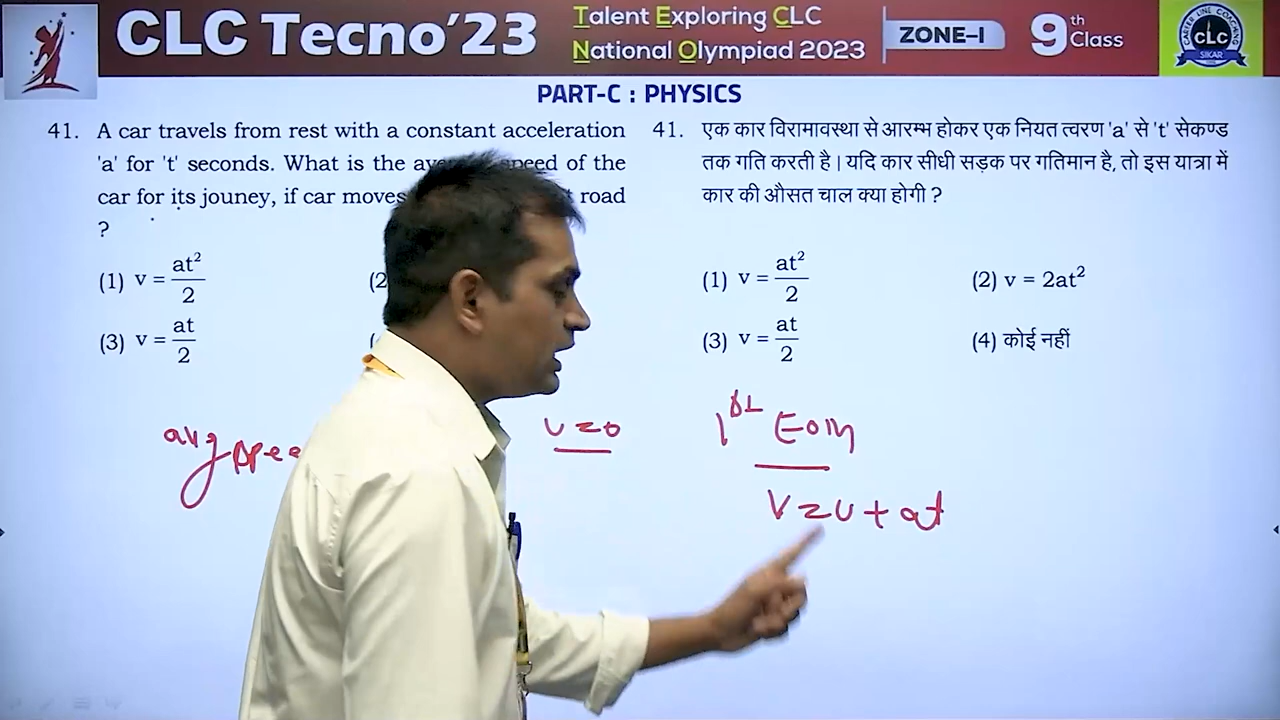 CLC Tecno’23
Talent Exploring CLC
National Olympiad 2023
ZONE–I
9th Class
CAREER LINE COACHING
CLC
SIKAR
PART-C : PHYSICS
41. A car travels from rest with a constant acceleration
'a' for 't' seconds. What is the speed of the
car for its jouney, if car moves road
?
(1) v = at²/2
(2
(3) v = at/2
41. एक कार विरामावस्था से आरम्भ होकर एक नियत त्वरण 'a' से 't' सेकण्ड
तक गति करती है। यदि कार सीधी सड़क पर गतिमान है, तो इस यात्रा में
कार की औसत चाल क्या होगी ?
(1) v = at²/2
(2) v = 2at²
(3) v = at/2
(4) कोई नहीं
avg spee
u=0
1st Eom
v=u+at